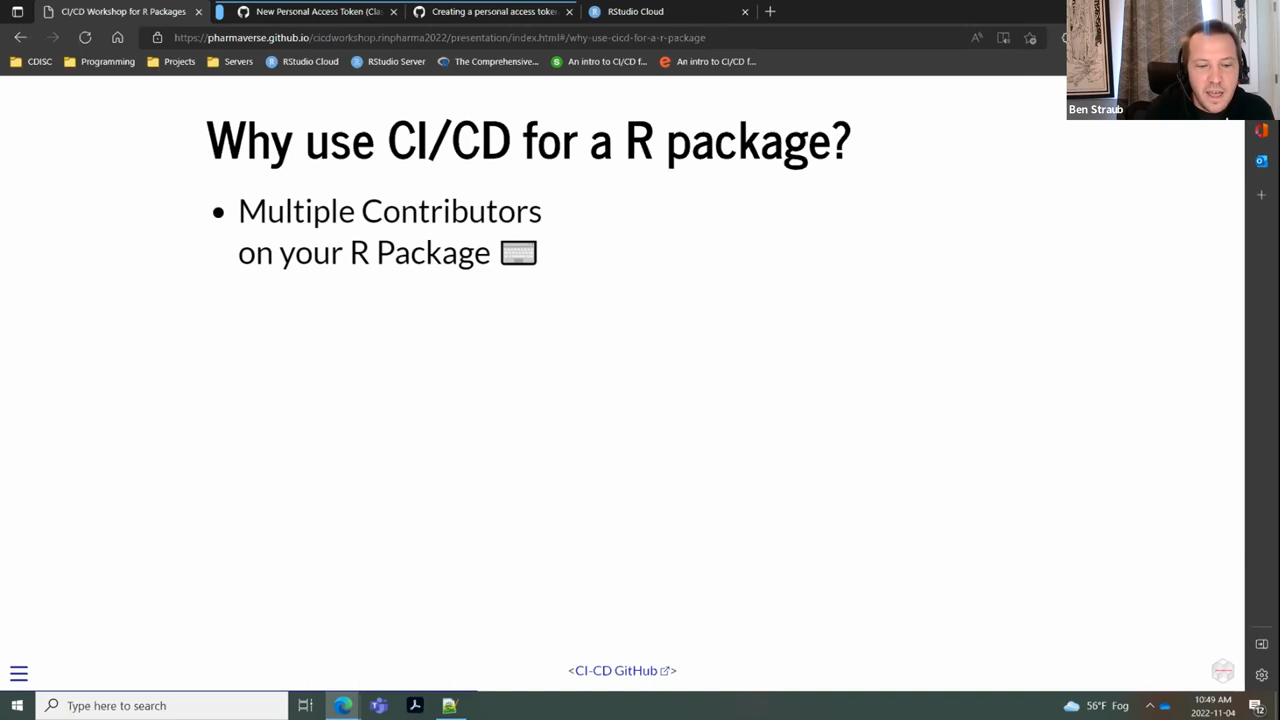 CI/CD Workshop for R Packages
New Personal Access Token (Cla
Creating a personal access toke
RStudio Cloud
https://pharmaverse.github.io/cicdworkshop.rinpharma2022/presentation/index.html#/why-use-cicd-for-a-r-package
CDISC
Programming
Projects
Servers
RStudio Cloud
RStudio Server
The Comprehensive...
An intro to CI/CD f...
An intro to CI/CD f...
Ben Straub
Why use CI/CD for a R package?
• Multiple Contributors
on your R Package
<CI-CD GitHub>
Type here to search
56°F Fog
10:49 AM
2022-11-04
12